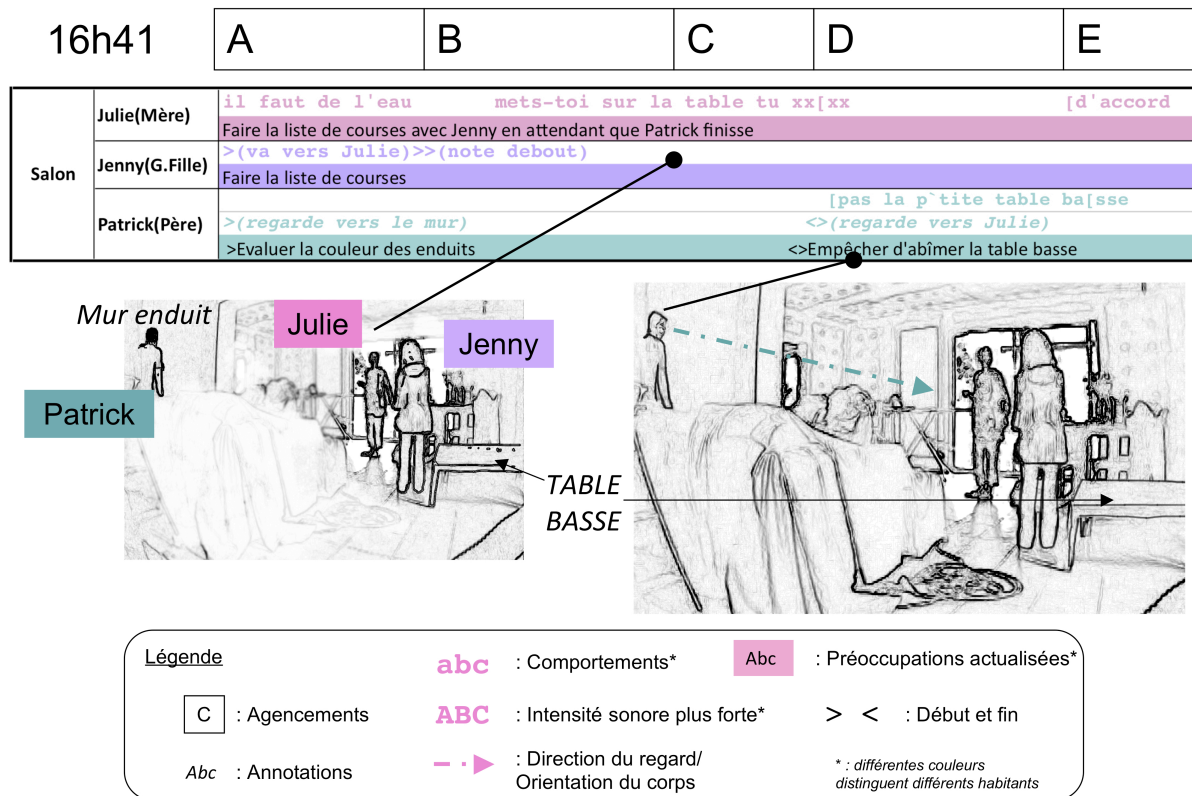 16h41
A
B
C
D
E
Salon
Julie(Mère)
il faut de l'eau mets-toi sur la table tu xx[xx [d'accord
Faire la liste de courses avec Jenny en attendant que Patrick finisse
Jenny(G.Fille)
>(va vers Julie)>>(note debout)
Faire la liste de courses
Patrick(Père)
[pas la p`tite table ba[sse
>(regarde vers le mur) <>(regarde vers Julie)
>Evaluer la couleur des enduits <>Empêcher d'abîmer la table basse
Mur enduit
Julie
Jenny
Patrick
TABLE
BASSE
Légende
abc : Comportements*
Abc : Préoccupations actualisées*
C : Agencements
ABC : Intensité sonore plus forte*
> < : Début et fin
Abc : Annotations
: Direction du regard/
Orientation du corps
* : différentes couleurs
distinguent différents habitants